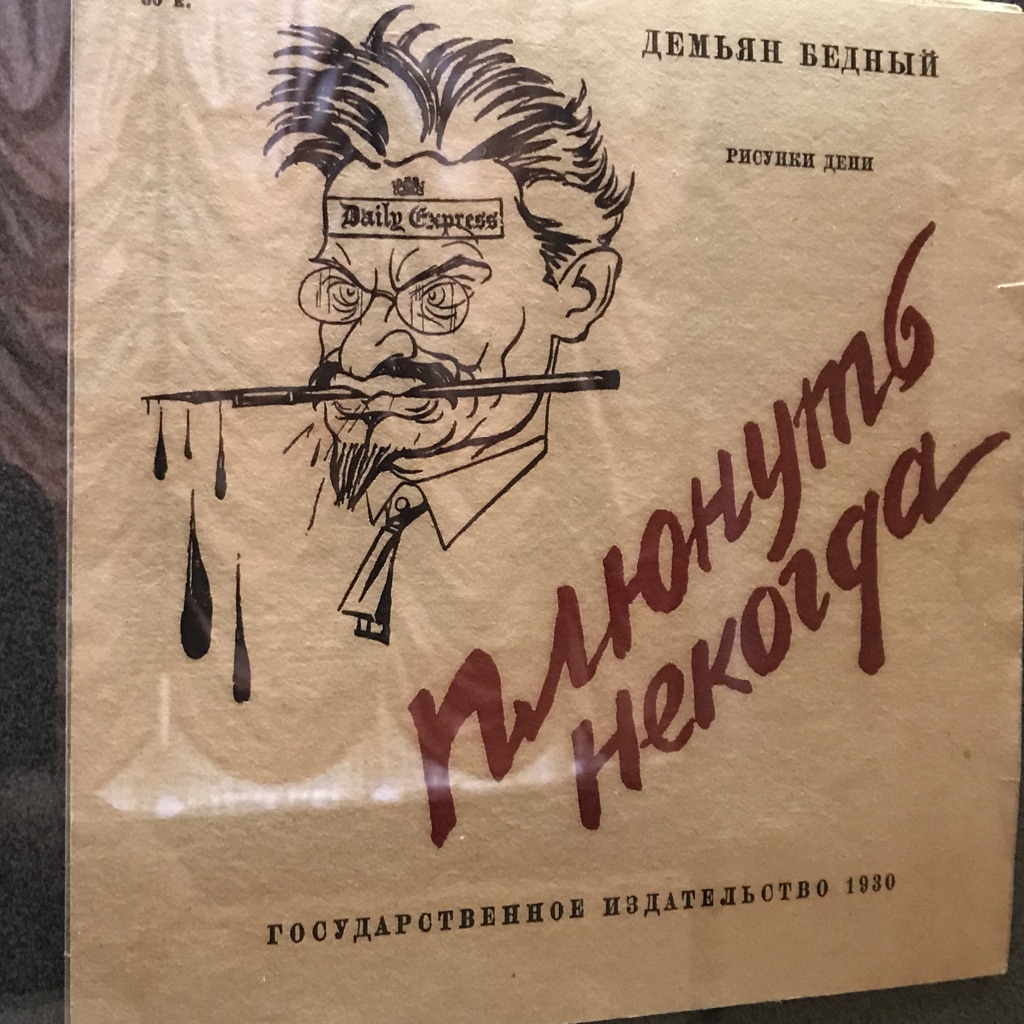 ДЕМЬЯН БЕДНЫЙ
РИСУНКИ ДЕНИ
Daily Express
Плюнуть
некогда
ГОСУДАРСТВЕННОЕ ИЗДАТЕЛЬСТВО 1930